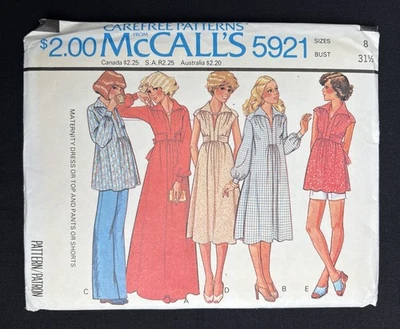 CAREFREE PATTERNS
FROM
$2.00 McCALL'S 5921
SIZES 8
BUST 31½
Canada $2.25 S.A.R2.25 Australia $2.20
MATERNITY DRESS OR TOP AND PANTS OR SHORTS
PATTERN/PATRON
C A D B E